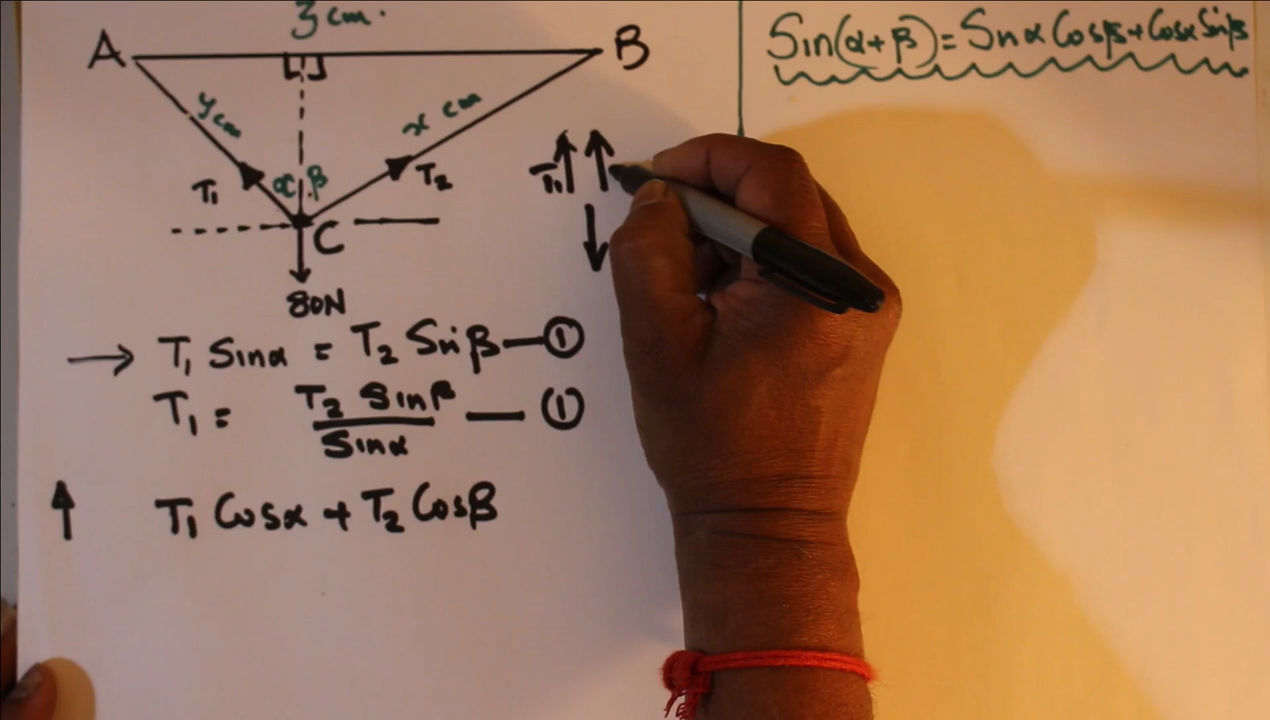 3 cm.
A B
y cm x cm
T₁ α β T₂
C
80N
T₁
Sin(α+β)=Snα Cosβ+Cosα Sinβ
→ T₁ Sinα = T₂ Sinβ — ①
T₁ = T₂ Sinβ / Sinα — ①
↑ T₁ Cosα + T₂ Cosβ